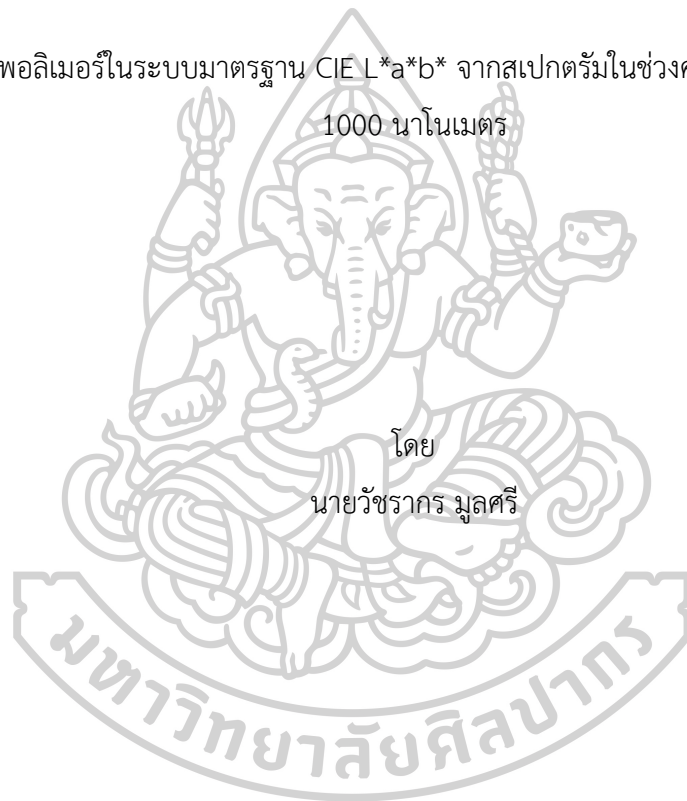 พอลิเมอร์ในระบบมาตรฐาน CIE L*a*b* จากสเปกตรัมในช่วง
1000 นาโนเมตร
โดย
นายวัชรากร มูลศรี
มหาวิทยาลัยศิลปากร